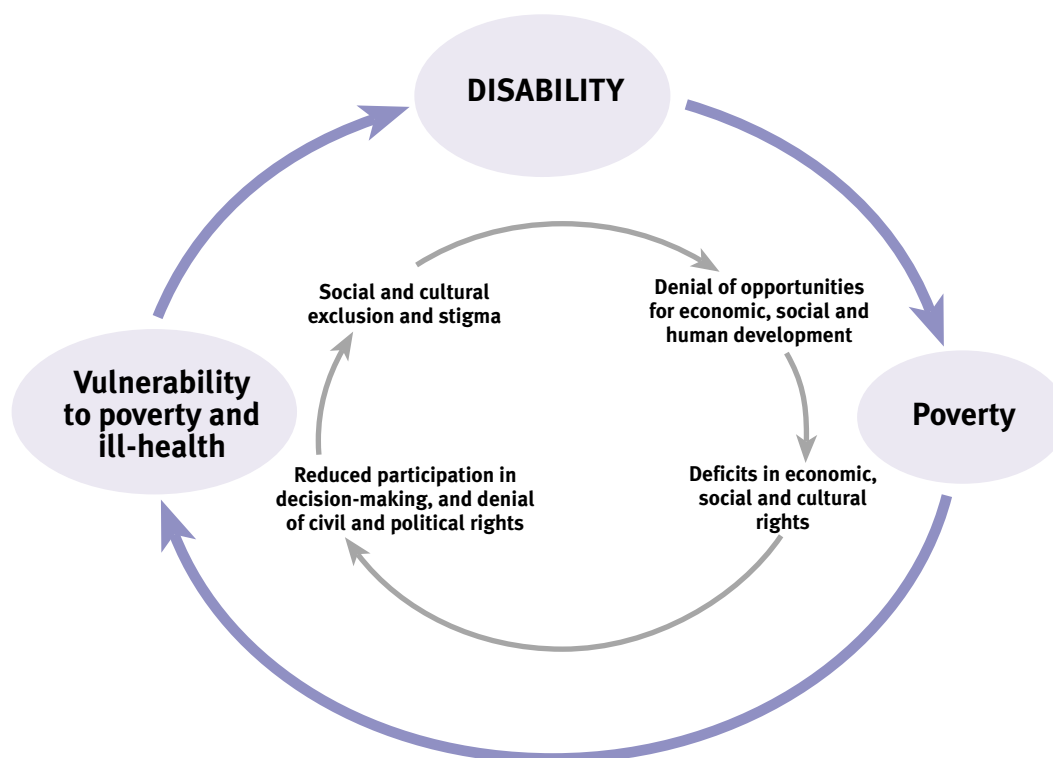 DISABILITY
Social and cultural
exclusion and stigma
Denial of opportunities
for economic, social and
human development
Vulnerability
to poverty and
ill-health
Poverty
Reduced participation in
decision-making, and denial
of civil and political rights
Deficits in economic,
social and cultural
rights